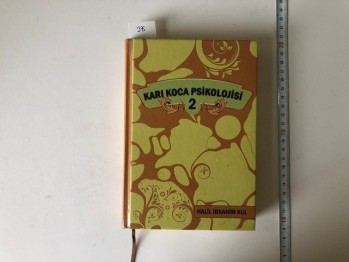 KARI KOCA PSİKOLOJİSİ
2
HALİL İBRAHİM KUL